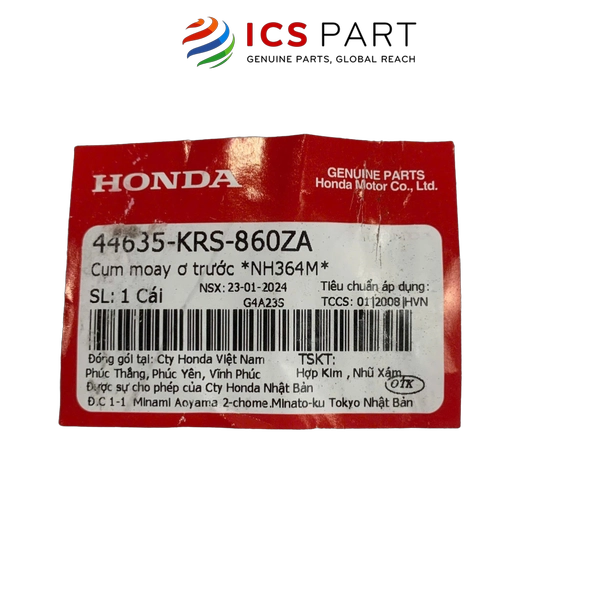 ICS PART
GENUINE PARTS, GLOBAL REACH
HONDA
GENUINE PARTS
Honda Motor Co., Ltd.
44635-KRS-860ZA
Cụm moay ơ trước *NH364M*
SL: 1 Cái
NSX: 23-01-2024
G4A23S
Tiêu chuẩn áp dụng:
TCCS: 01|2008|HVN
Đóng gói tại: Cty Honda Việt Nam
Phúc Thắng, Phúc Yên, Vĩnh Phúc
Được sự cho phép của Cty Honda Nhật Bản
Đ.C 1-1 Minami Aoyama 2-chome.Minato-ku Tokyo Nhật Bản
TSKT:
Hợp Kim , Nhũ Xám
OTK